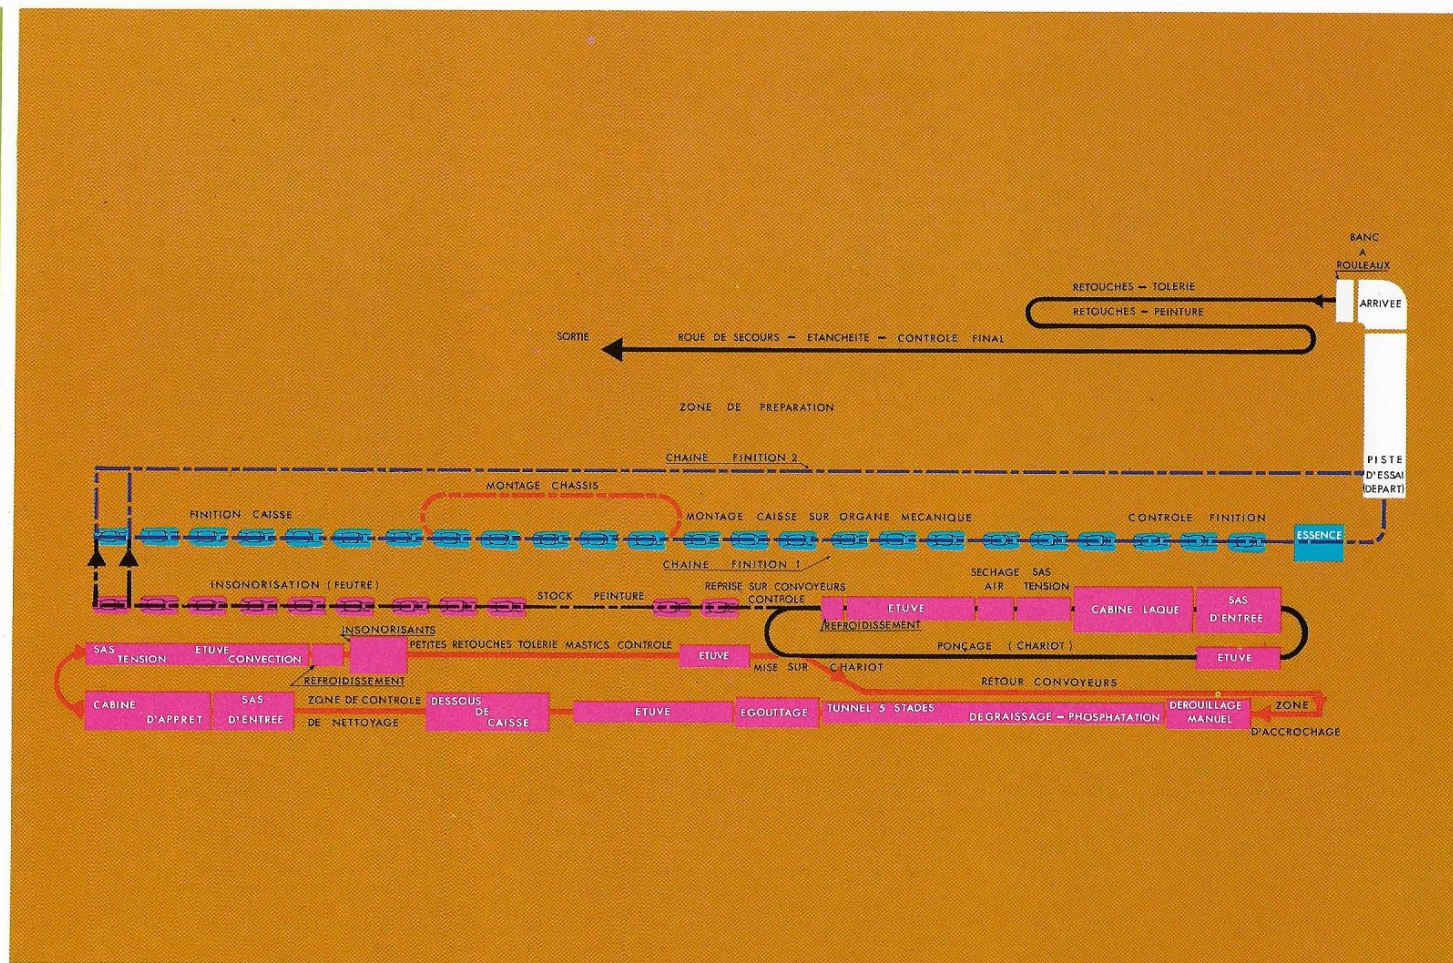 BANC
A
ROULEAUX
ARRIVEE
RETOUCHES — TOLERIE
RETOUCHES — PEINTURE
SORTIE
ROUE DE SECOURS — ETANCHEITE — CONTROLE FINAL
ZONE DE PREPARATION
PISTE
D'ESSAI
(DEPART)
CHAINE FINITION 2
MONTAGE CHASSIS
FINITION CAISSE
MONTAGE CAISSE SUR ORGANE MECANIQUE
CONTROLE FINITION
ESSENCE
CHAINE FINITION 1
INSONORISATION (FEUTRE)
STOCK PEINTURE
REPRISE SUR CONVOYEURS
CONTROLE
SECHAGE
AIR
SAS
TENSION
REFROIDISSEMENT
ETUVE
CABINE LAQUE
SAS
D'ENTREE
PONÇAGE (CHARIOT)
ETUVE
INSONORISANTS
SAS
TENSION
ETUVE
CONVECTION
REFROIDISSEMENT
PETITES RETOUCHES TOLERIE MASTICS CONTROLE
ETUVE
MISE SUR CHARIOT
RETOUR CONVOYEURS
CABINE
D'APPRET
SAS
D'ENTREE
ZONE DE CONTROLE
DE NETTOYAGE
DESSOUS
DE
CAISSE
ETUVE
EGOUTTAGE
TUNNEL 5 STADES
DEGRAISSAGE — PHOSPHATATION
DEROUILLAGE
MANUEL
ZONE
D'ACCROCHAGE